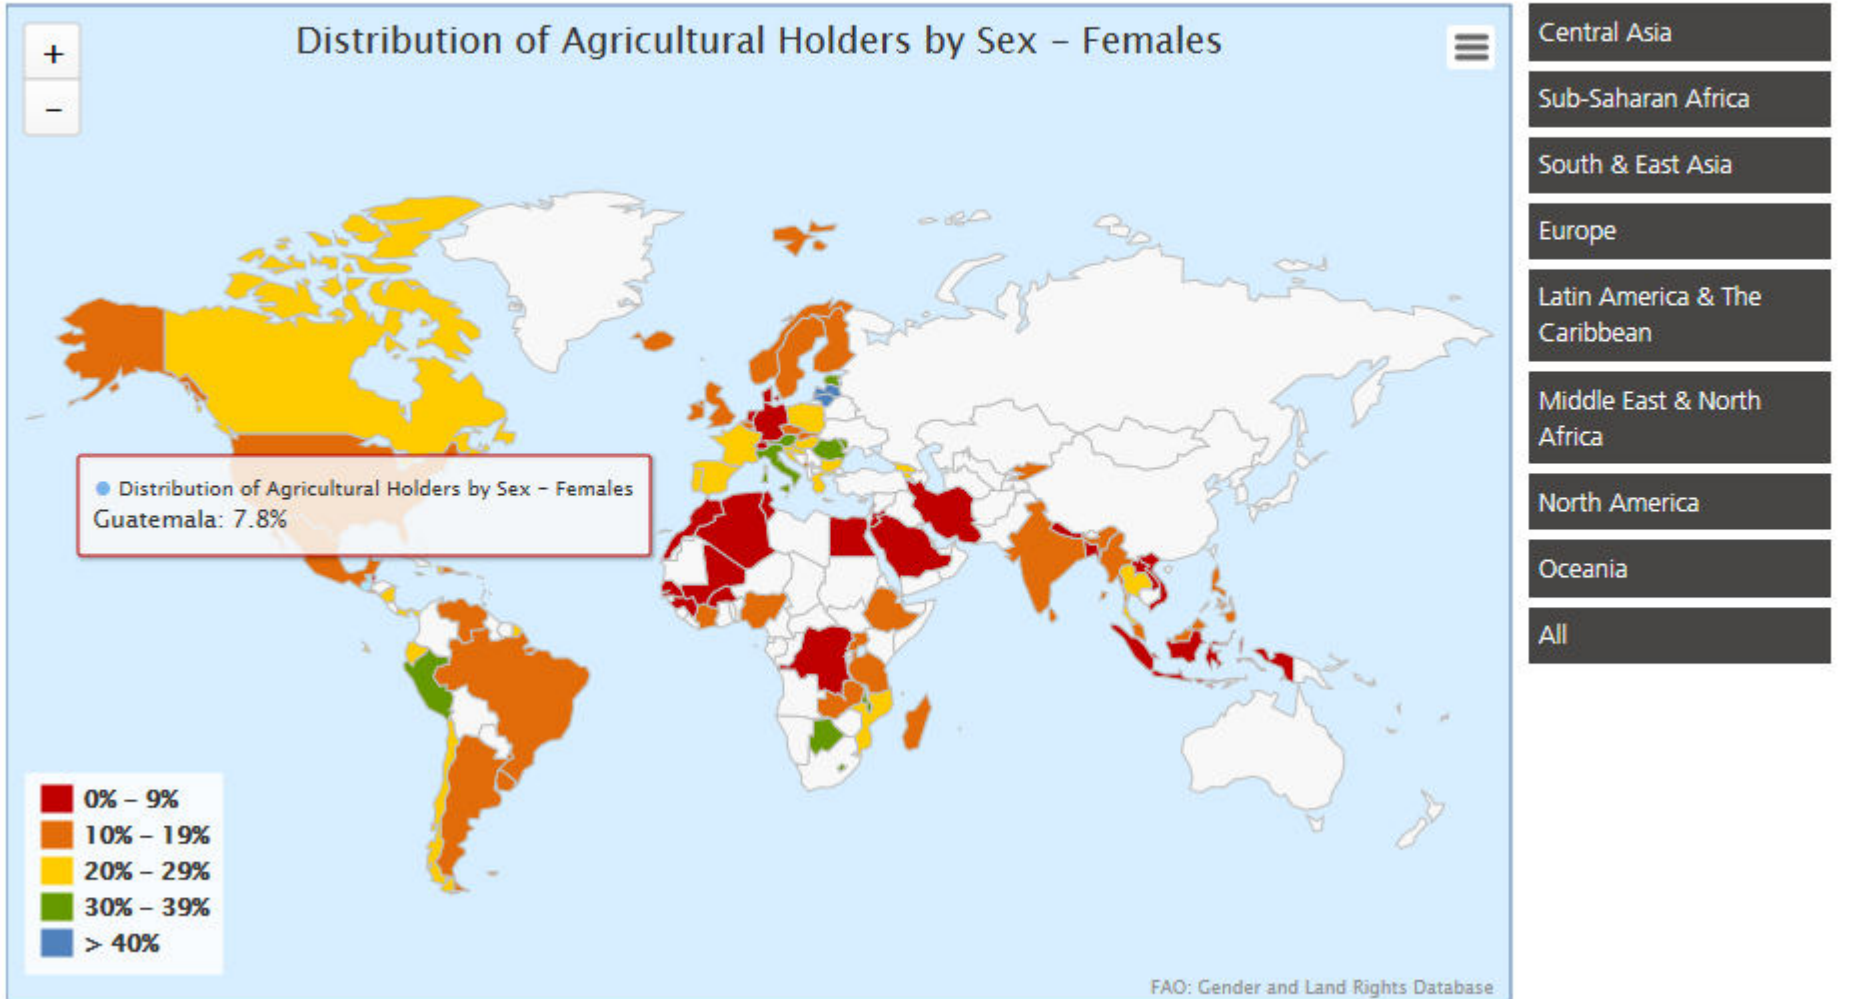 Distribution of Agricultural Holders by Sex – Females
+
–
Distribution of Agricultural Holders by Sex – Females
Guatemala: 7.8%
0% – 9%
10% – 19%
20% – 29%
30% – 39%
> 40%
FAO: Gender and Land Rights Database
Central Asia
Sub-Saharan Africa
South & East Asia
Europe
Latin America & The
Caribbean
Middle East & North
Africa
North America
Oceania
All